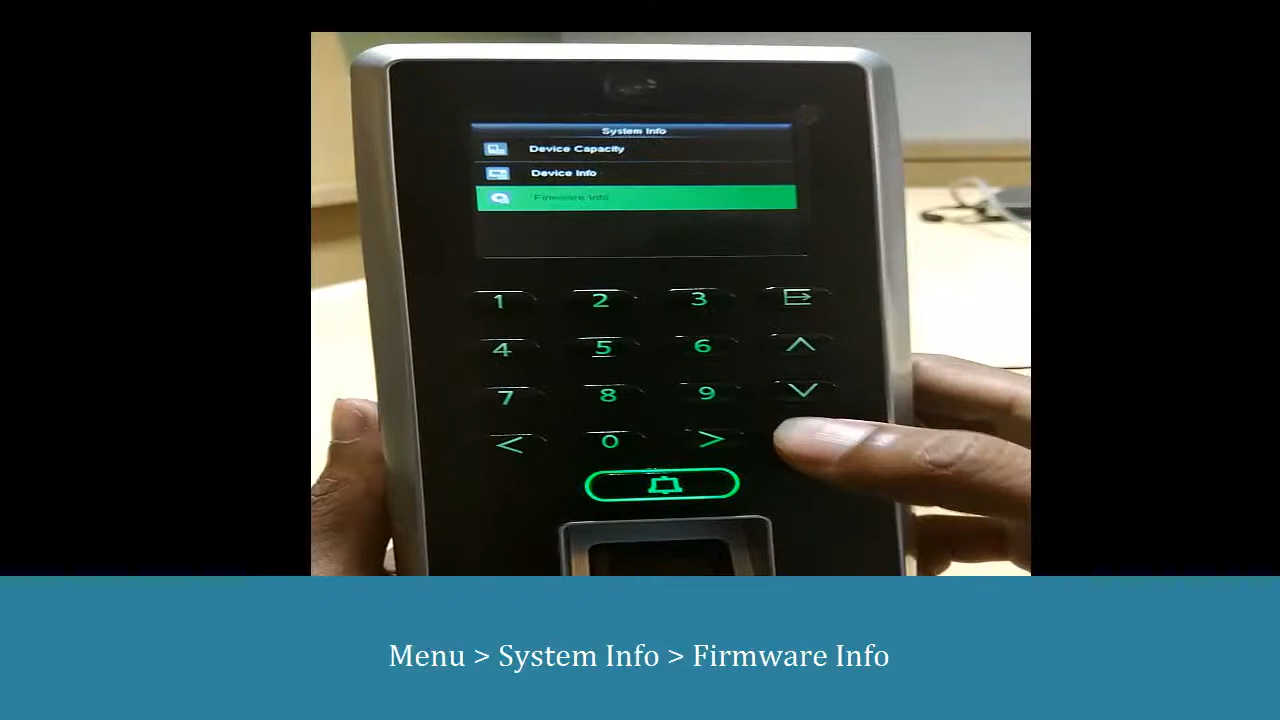 System Info
Device Capacity
Device Info
Firmware Info
1 2 3
4 5 6
7 8 9
< 0 >
Menu > System Info > Firmware Info